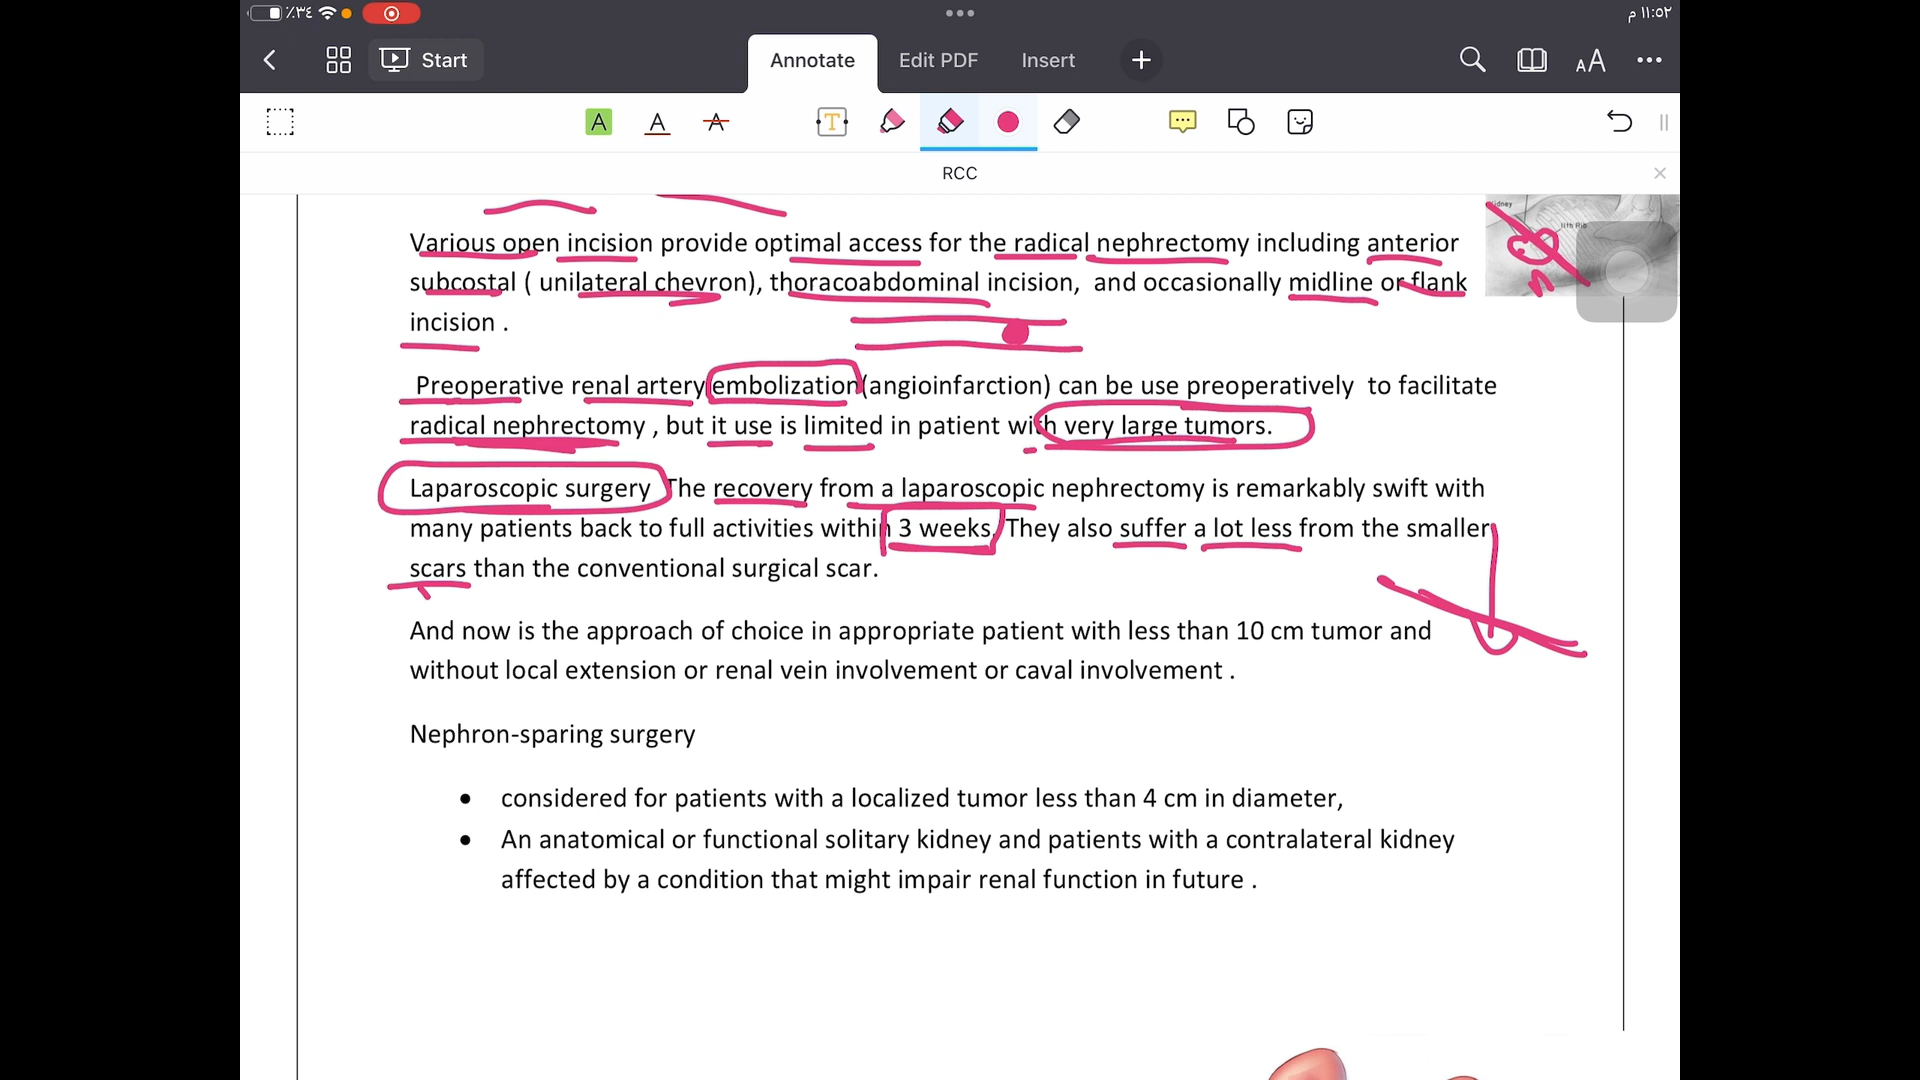 ٪٣٤
١١:٥٢ م
Start
Annotate
Edit PDF
Insert
RCC
Kidney
11th Rib
Various open incision provide optimal access for the radical nephrectomy including anterior
subcostal ( unilateral chevron), thoracoabdominal incision, and occasionally midline or flank
incision .
Preoperative renal artery embolization(angioinfarction) can be use preoperatively to facilitate
radical nephrectomy , but it use is limited in patient with very large tumors.
Laparoscopic surgery The recovery from a laparoscopic nephrectomy is remarkably swift with
many patients back to full activities within 3 weeks. They also suffer a lot less from the smaller
scars than the conventional surgical scar.
And now is the approach of choice in appropriate patient with less than 10 cm tumor and
without local extension or renal vein involvement or caval involvement .
Nephron-sparing surgery
• considered for patients with a localized tumor less than 4 cm in diameter,
• An anatomical or functional solitary kidney and patients with a contralateral kidney
affected by a condition that might impair renal function in future .